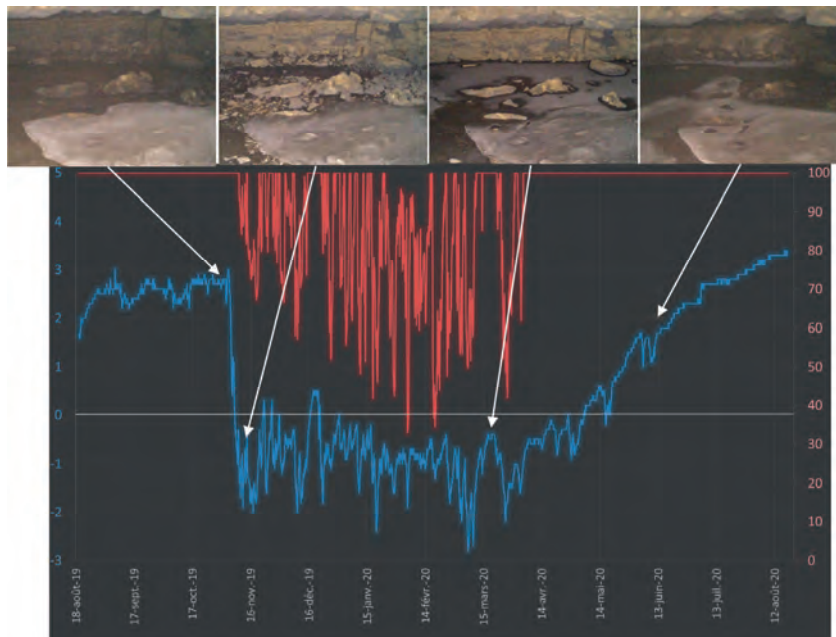 5
4
3
2
1
0
-1
-2
-3
100
90
80
70
60
50
40
30
20
10
0
18-août-19
17-sept.-19
17-oct.-19
16-nov.-19
16-déc.-19
15-janv.-20
14-févr.-20
15-mars-20
14-avr.-20
14-mai-20
13-juin-20
13-juil.-20
12-août-20